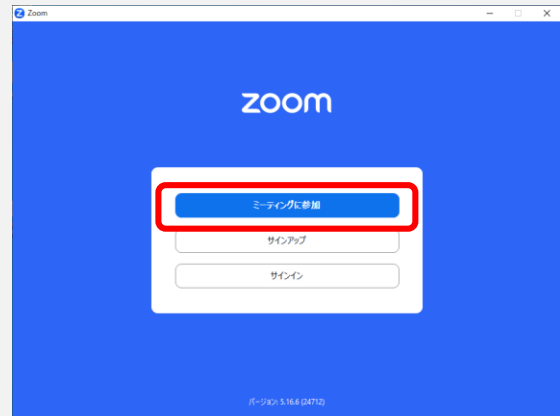 Zoom
zoom
ミーティングに参加
サインアップ
サインイン
バージョン: 5.16.6 (24712)